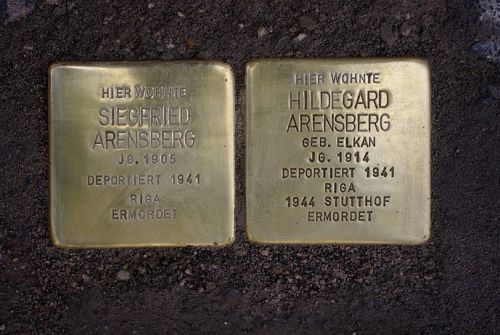 HIER WOHNTE
SIEGFRIED
ARENSBERG
JG. 1905
DEPORTIERT 1941
RIGA
ERMORDET
HIER WOHNTE
HILDEGARD
ARENSBERG
GEB. ELKAN
JG. 1914
DEPORTIERT 1941
RIGA
1944 STUTTHOF
ERMORDET